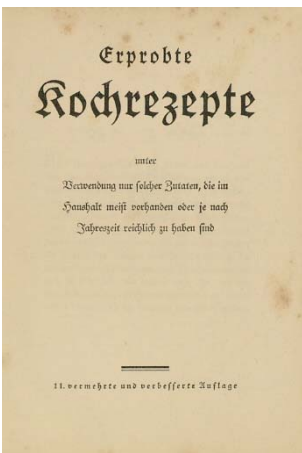 Erprobte
Kochrezepte
unter
Verwendung nur solcher Zutaten, die im
Haushalt meist vorhanden oder je nach
Jahreszeit reichlich zu haben sind
11. vermehrte und verbesserte Auflage